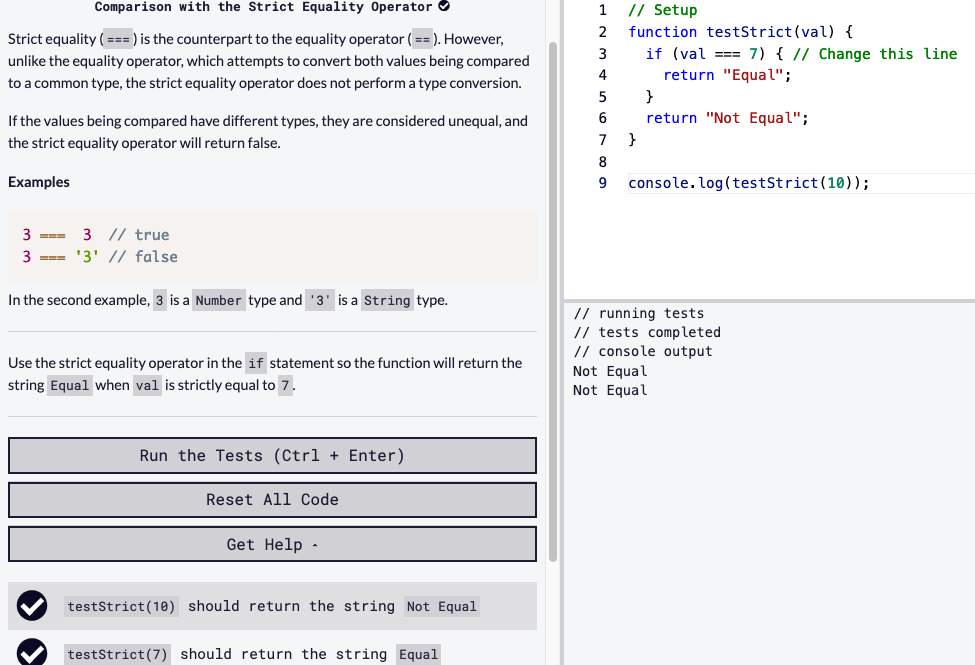 Comparison with the Strict Equality Operator
Strict equality ( === ) is the counterpart to the equality operator ( == ). However,
unlike the equality operator, which attempts to convert both values being compared
to a common type, the strict equality operator does not perform a type conversion.
If the values being compared have different types, they are considered unequal, and
the strict equality operator will return false.
Examples
3 === 3 // true
3 === '3' // false
In the second example, 3 is a Number type and '3' is a String type.
Use the strict equality operator in the if statement so the function will return the
string Equal when val is strictly equal to 7 .
Run the Tests (Ctrl + Enter)
Reset All Code
Get Help -
testStrict(10) should return the string Not Equal
testStrict(7) should return the string Equal
1 // Setup
2 function testStrict(val) {
3 if (val === 7) { // Change this line
4 return "Equal";
5 }
6 return "Not Equal";
7 }
8
9 console.log(testStrict(10));
// running tests
// tests completed
// console output
Not Equal
Not Equal